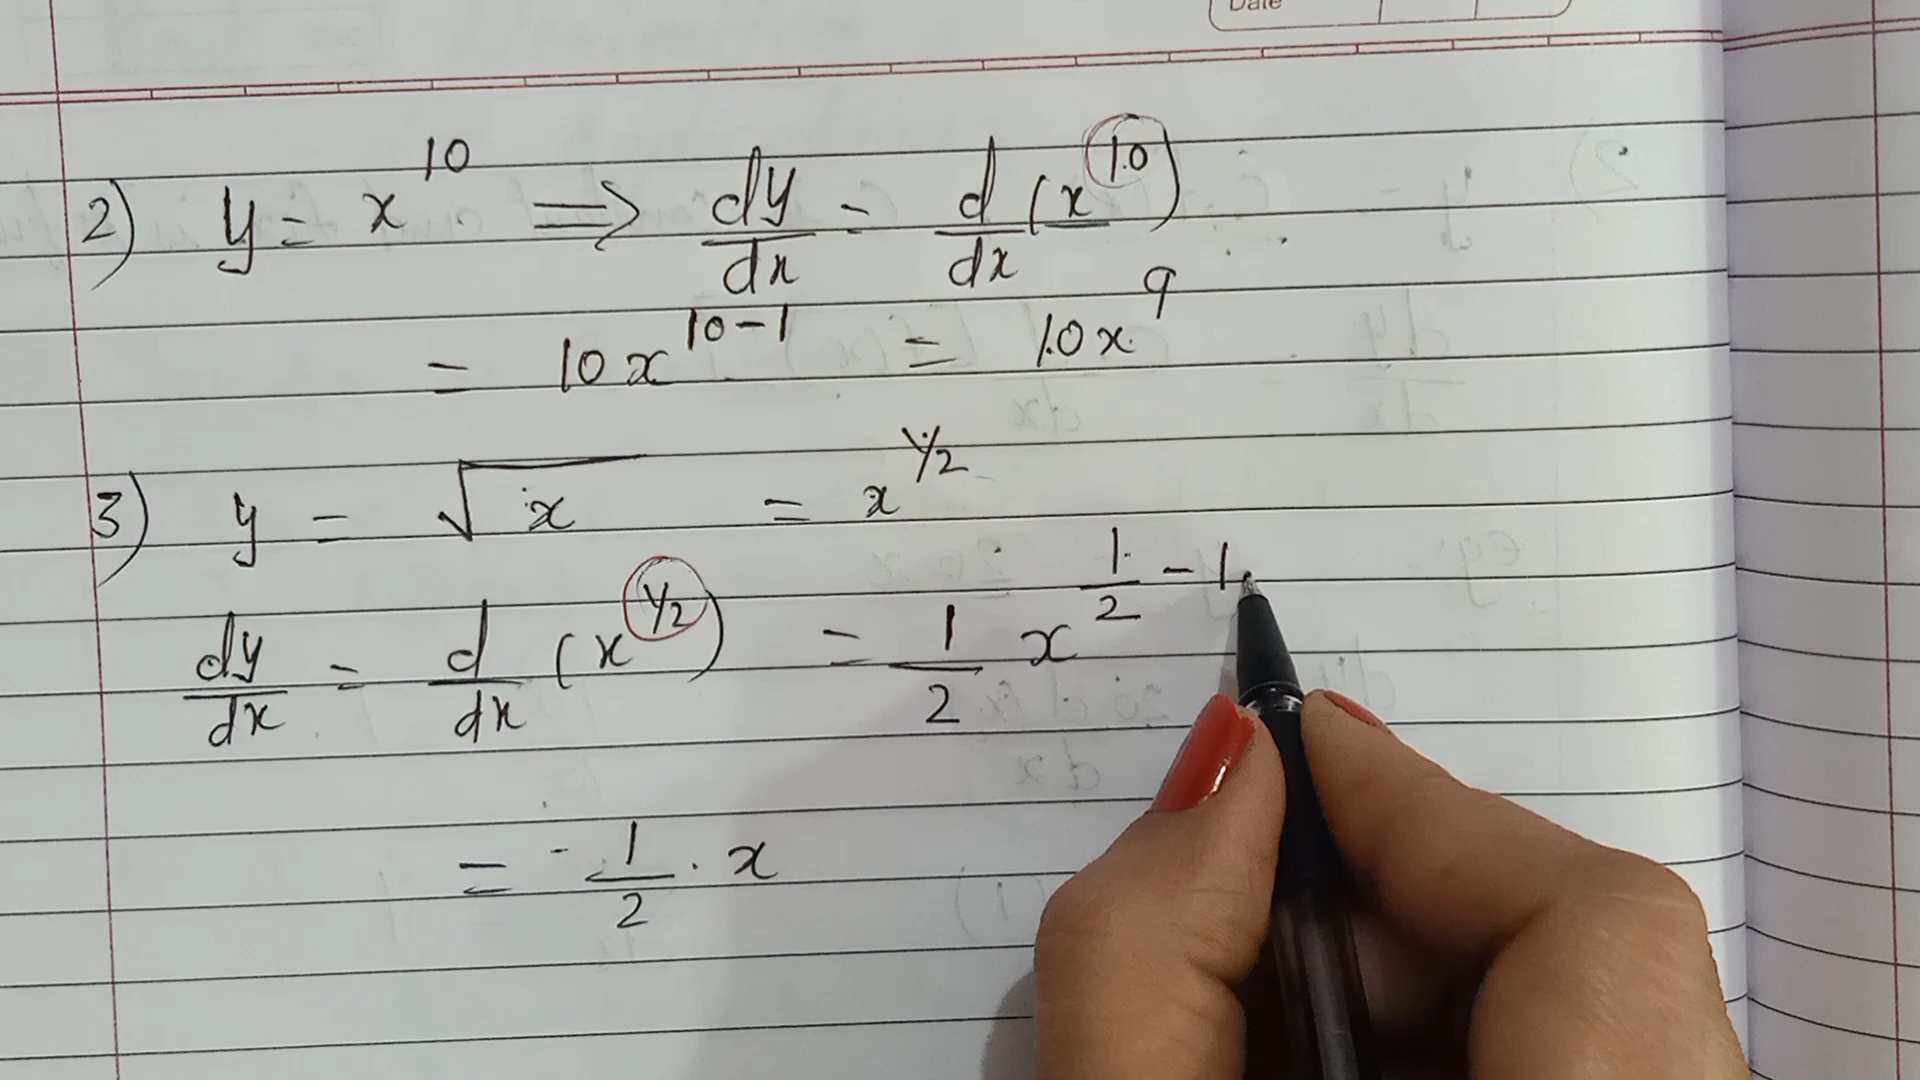 Date
2) y = x^10 ⟹ dy/dx = d/dx (x^10)
= 10x^10-1 = 10x^9
3) y = √x = x^1/2
dy/dx = d/dx (x^1/2) = 1/2 x^1/2 - 1
= 1/2 . x